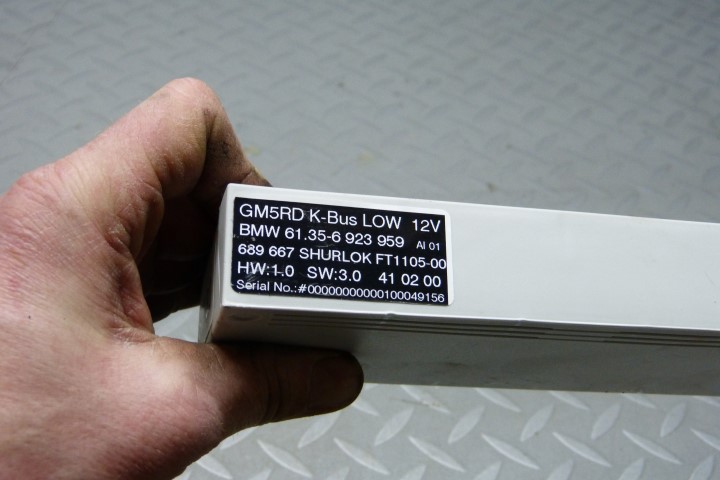 GM5RD K-Bus LOW 12V
BMW 61.35-6 923 959 AI 01
689 667 SHURLOK FT1105-00
HW:1.0 SW:3.0 41 02 00
Serial No.:#00000000000100049156